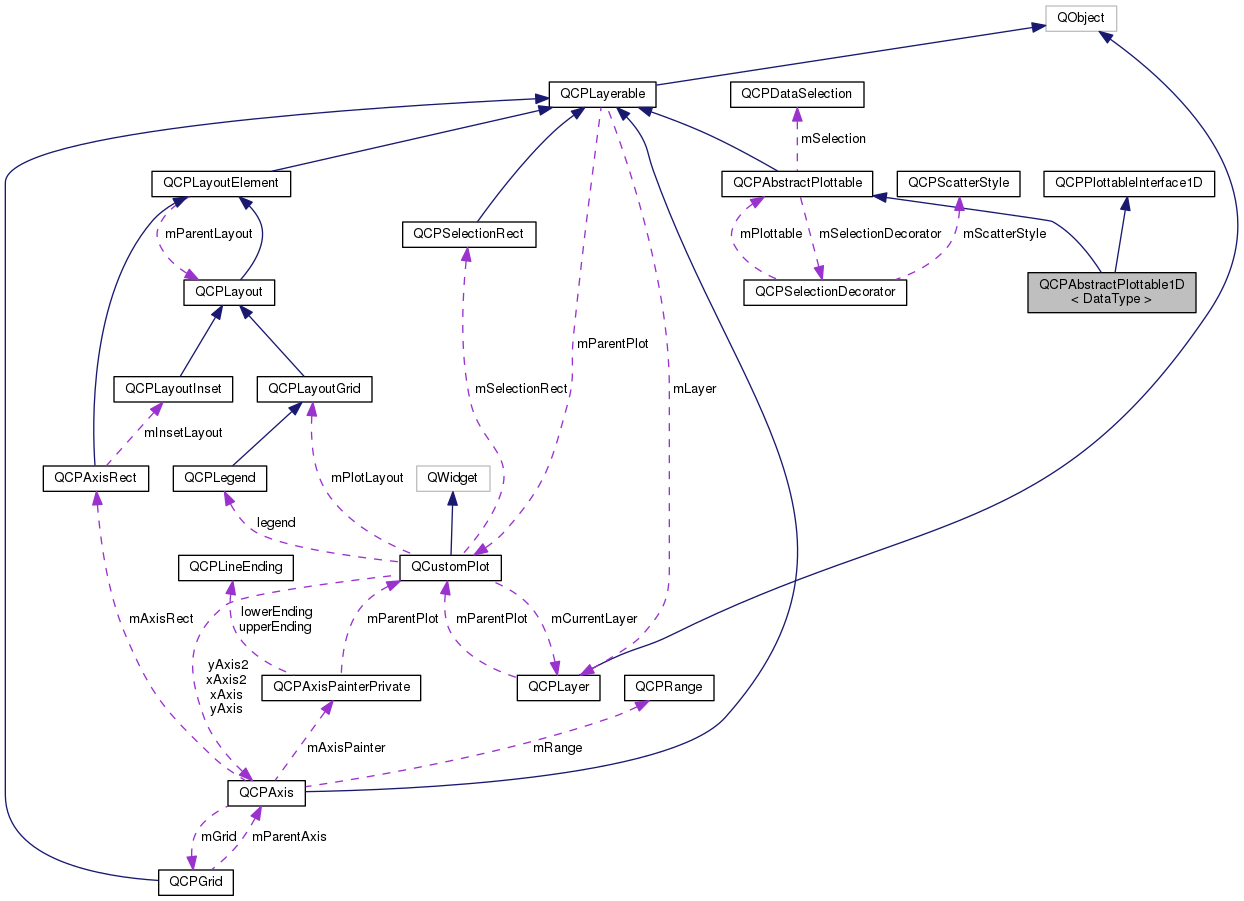 QObject
QCPLayerable
QCPDataSelection
mSelection
QCPLayoutElement
QCPAbstractPlottable
QCPScatterStyle
QCPPlottableInterface1D
mParentLayout
QCPSelectionRect
mPlottable
mSelectionDecorator
mScatterStyle
QCPLayout
QCPSelectionDecorator
QCPAbstractPlottable1D
< DataType >
mParentPlot
QCPLayoutInset
QCPLayoutGrid
mSelectionRect
mLayer
mInsetLayout
QCPAxisRect
QCPLegend
mPlotLayout
QWidget
legend
QCPLineEnding
QCustomPlot
mAxisRect
lowerEnding
upperEnding
mParentPlot
mParentPlot
mCurrentLayer
yAxis2
xAxis2
xAxis
yAxis
QCPAxisPainterPrivate
QCPLayer
QCPRange
mAxisPainter
mRange
QCPAxis
mGrid
mParentAxis
QCPGrid